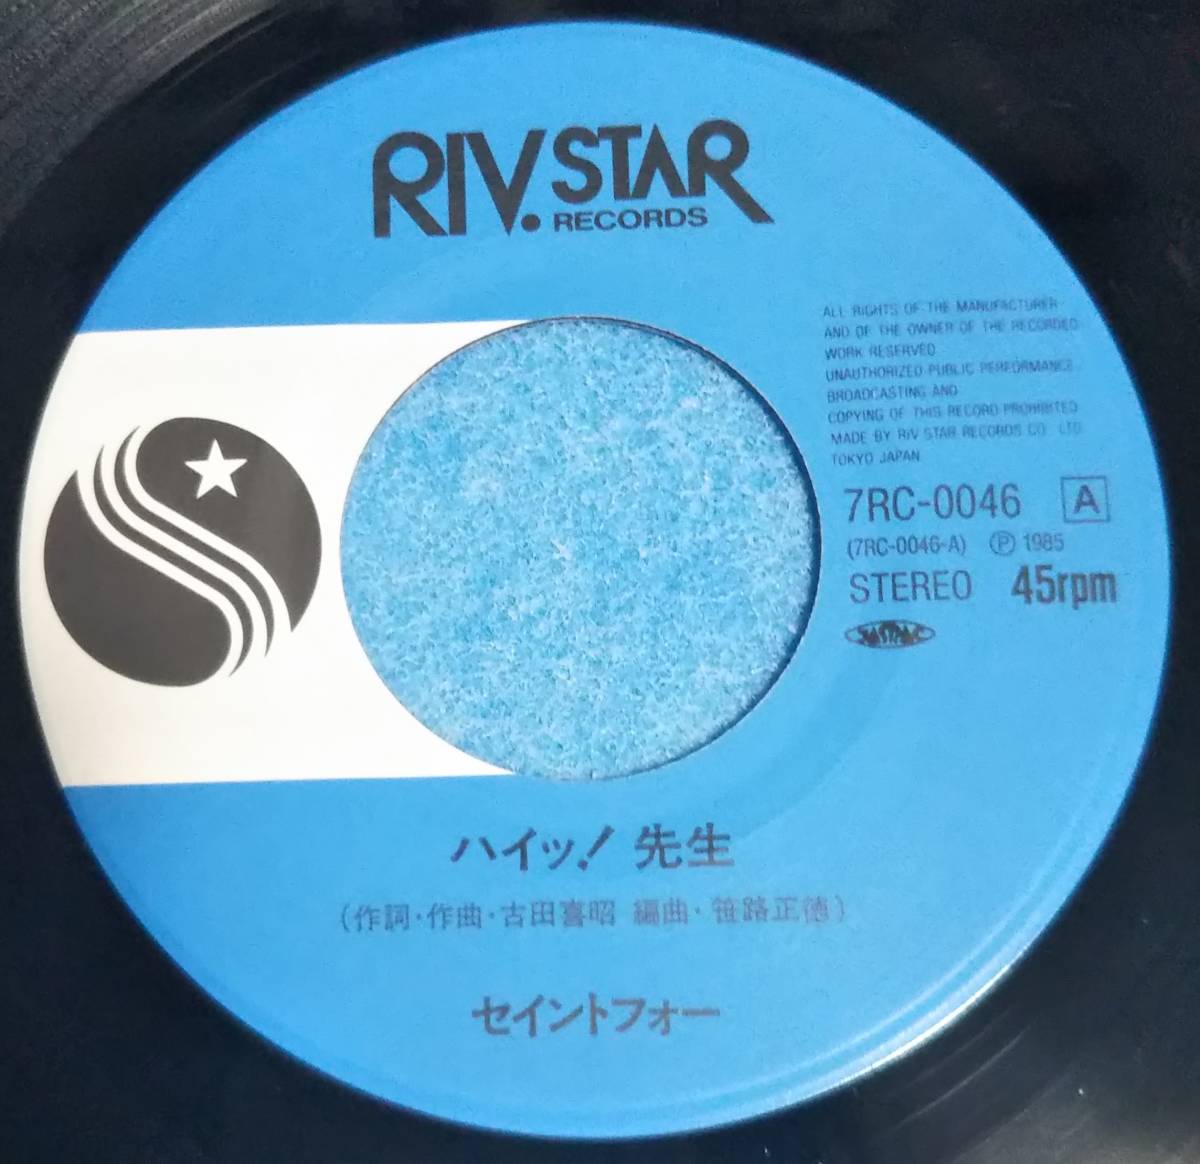 RIV. STAR
RECORDS
ALL RIGHTS OF THE MANUFACTURER
AND OF THE OWNER OF THE RECORDED
WORK RESERVED
UNAUTHORIZED PUBLIC PERFORMANCE
BROADCASTING AND
COPYING OF THIS RECORD PROHIBITED
MADE BY RIV STAR RECORDS CO. LTD.
TOKYO JAPAN
7RC-0046 A
(7RC-0046-A) Ⓟ 1985
STEREO 45rpm
ハイッ! 先生
(作詞・作曲・古田喜昭 編曲・笹路正徳)
セイントフォー